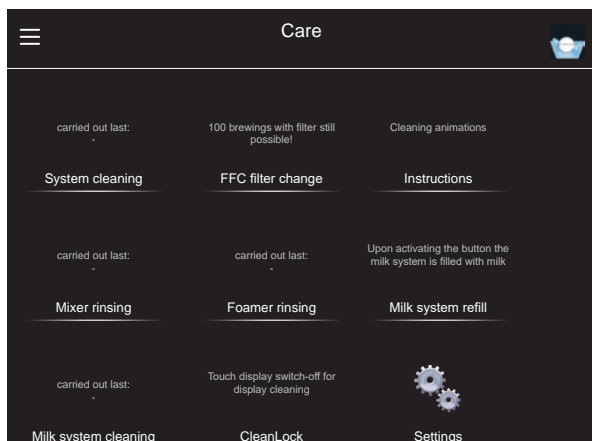 Care
carried out last:
-
System cleaning
100 brewings with filter still
possible!
FFC filter change
Cleaning animations
Instructions
carried out last:
-
Mixer rinsing
carried out last:
-
Foamer rinsing
Upon activating the button the
milk system is filled with milk
Milk system refill
carried out last:
-
Milk system cleaning
Touch display switch-off for
display cleaning
CleanLock
Settings